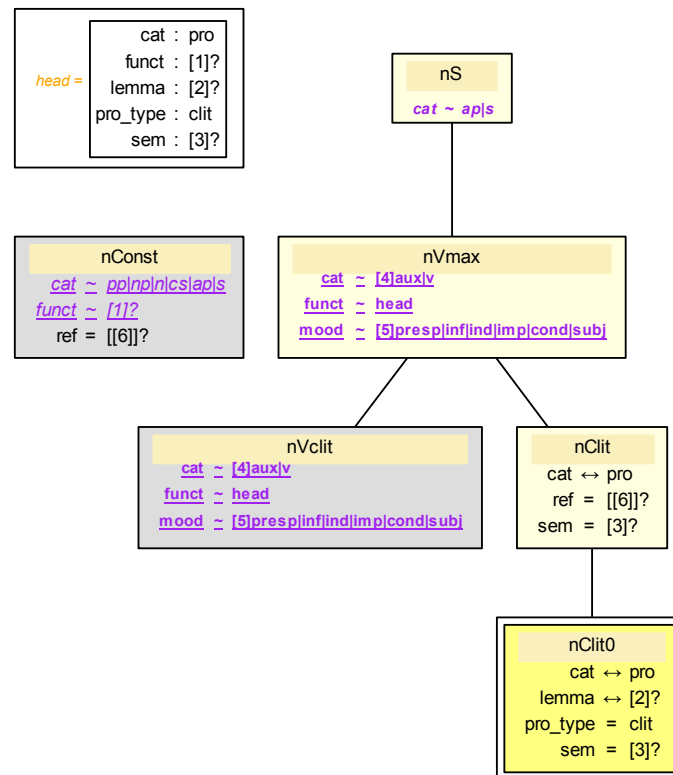 head =
cat : pro
funct : [1]?
lemma : [2]?
pro_type : clit
sem : [3]?
nS
cat ~ ap|s
nConst
cat ~ pp|np|n|cs|ap|s
funct ~ [1]?
ref = [[6]]?
nVmax
cat ~ [4]aux|v
funct ~ head
mood ~ [5]presp|inf|ind|imp|cond|subj
nVclit
cat ~ [4]aux|v
funct ~ head
mood ~ [5]presp|inf|ind|imp|cond|subj
nClit
cat ↔ pro
ref = [[6]]?
sem = [3]?
nClit0
cat ↔ pro
lemma ↔ [2]?
pro_type = clit
sem = [3]?